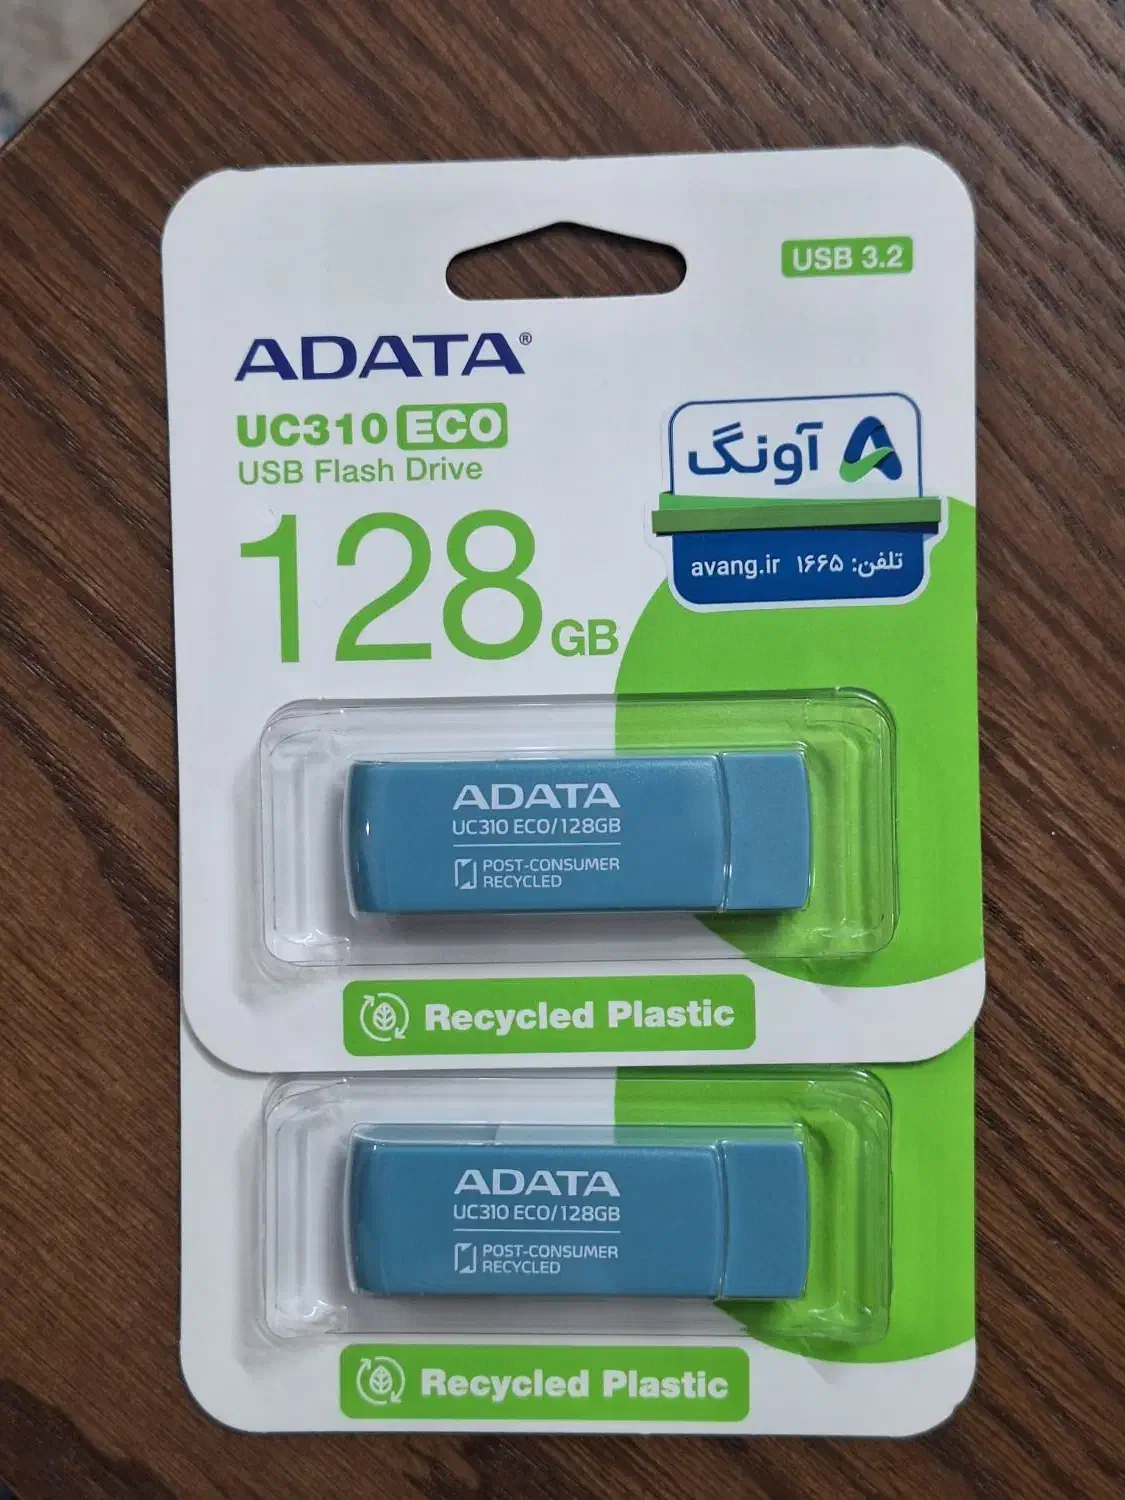 USB 3.2
ADATA®
UC310 ECO
USB Flash Drive
128 GB
آونگ
تلفن: ۱۶۶۵ avang.ir
ADATA
UC310 ECO/128GB
POST-CONSUMER
RECYCLED
Recycled Plastic
ADATA
UC310 ECO/128GB
POST-CONSUMER
RECYCLED
Recycled Plastic